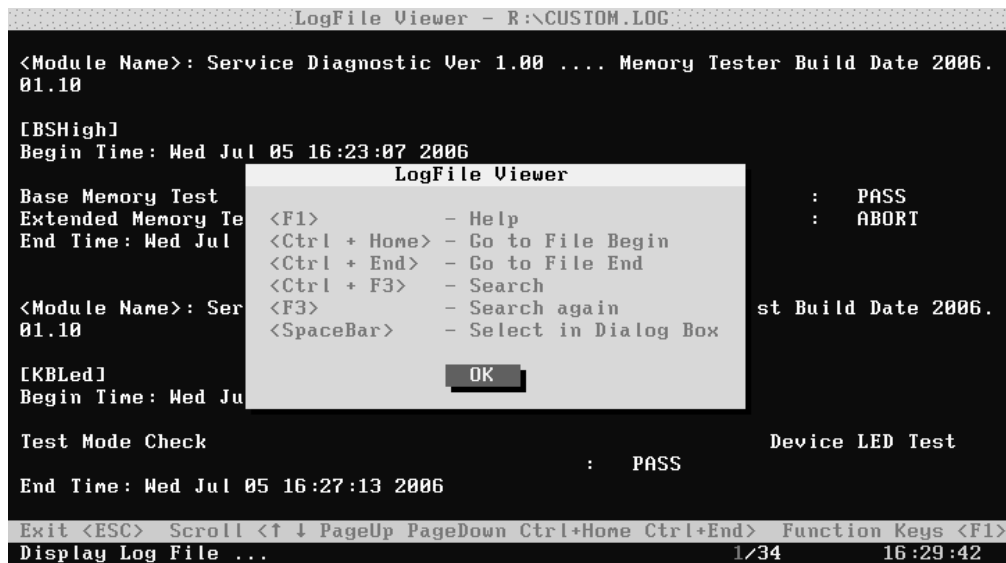 LogFile Viewer - R:\CUSTOM.LOG
<Module Name>: Service Diagnostic Ver 1.00 .... Memory Tester Build Date 2006.
01.10
[BSHigh]
Begin Time: Wed Jul 05 16:23:07 2006
Base Memory Test : PASS
Extended Memory Te : ABORT
End Time: Wed Jul
<Module Name>: Ser st Build Date 2006.
01.10
[KBLed]
Begin Time: Wed Ju
LogFile Viewer
<F1> - Help
<Ctrl + Home> - Go to File Begin
<Ctrl + End> - Go to File End
<Ctrl + F3> - Search
<F3> - Search again
<SpaceBar> - Select in Dialog Box
OK
Test Mode Check Device LED Test
: PASS
End Time: Wed Jul 05 16:27:13 2006
Exit <ESC> Scroll <↑ ↓ PageUp PageDown Ctrl+Home Ctrl+End> Function Keys <F1>
Display Log File ... 1/34 16:29:42